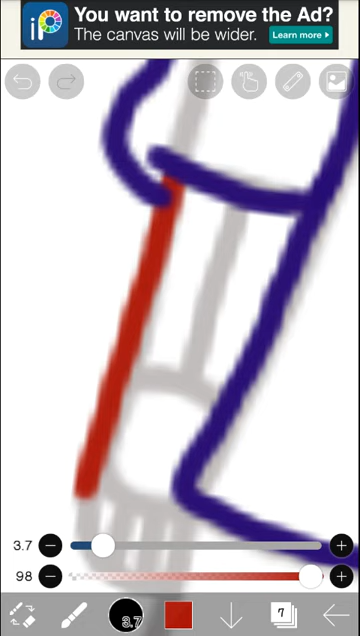 iP
You want to remove the Ad?
The canvas will be wider.
Learn more
3.7
98
3.7
7